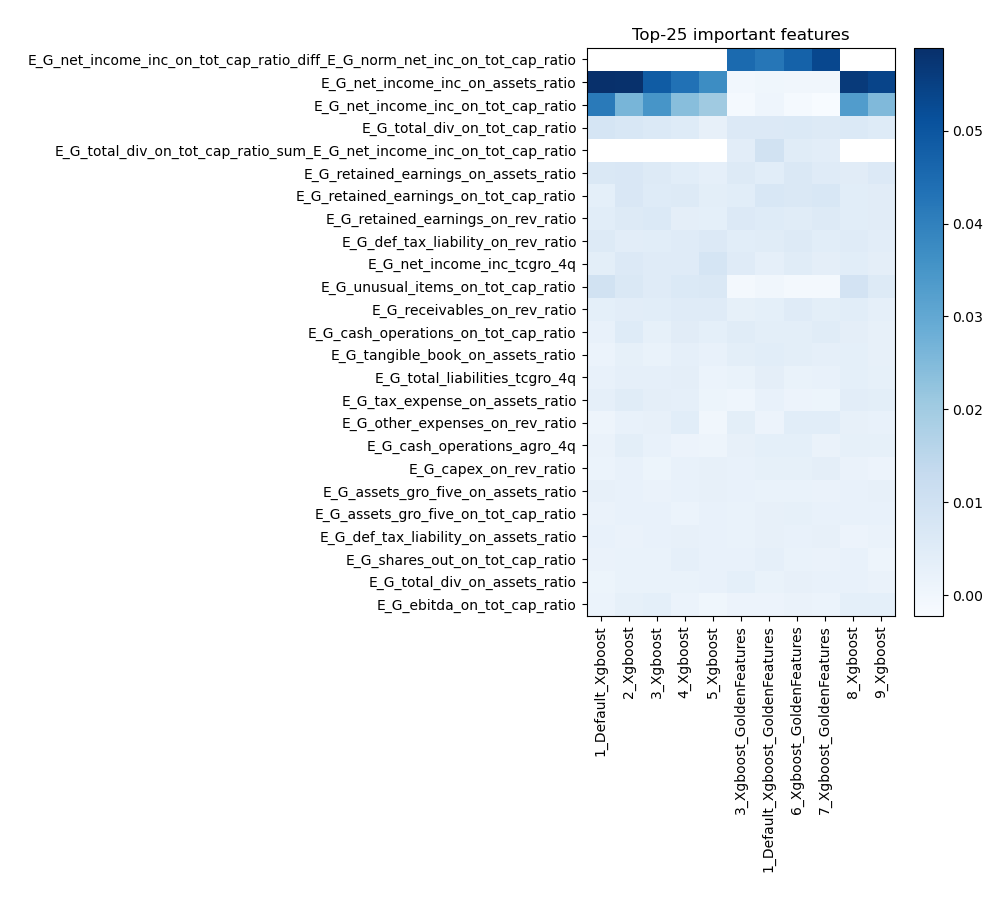 Top-25 important features
E_G_net_income_inc_on_tot_cap_ratio_diff_E_G_norm_net_inc_on_tot_cap_ratio
E_G_net_income_inc_on_assets_ratio
E_G_net_income_inc_on_tot_cap_ratio
E_G_total_div_on_tot_cap_ratio
E_G_total_div_on_tot_cap_ratio_sum_E_G_net_income_inc_on_tot_cap_ratio
E_G_retained_earnings_on_assets_ratio
E_G_retained_earnings_on_tot_cap_ratio
E_G_retained_earnings_on_rev_ratio
E_G_def_tax_liability_on_rev_ratio
E_G_net_income_inc_tcgro_4q
E_G_unusual_items_on_tot_cap_ratio
E_G_receivables_on_rev_ratio
E_G_cash_operations_on_tot_cap_ratio
E_G_tangible_book_on_assets_ratio
E_G_total_liabilities_tcgro_4q
E_G_tax_expense_on_assets_ratio
E_G_other_expenses_on_rev_ratio
E_G_cash_operations_agro_4q
E_G_capex_on_rev_ratio
E_G_assets_gro_five_on_assets_ratio
E_G_assets_gro_five_on_tot_cap_ratio
E_G_def_tax_liability_on_assets_ratio
E_G_shares_out_on_tot_cap_ratio
E_G_total_div_on_assets_ratio
E_G_ebitda_on_tot_cap_ratio
1_Default_Xgboost
2_Xgboost
3_Xgboost
4_Xgboost
5_Xgboost
3_Xgboost_GoldenFeatures
1_Default_Xgboost_GoldenFeatures
6_Xgboost_GoldenFeatures
7_Xgboost_GoldenFeatures
8_Xgboost
9_Xgboost
0.05
0.04
0.03
0.02
0.01
0.00